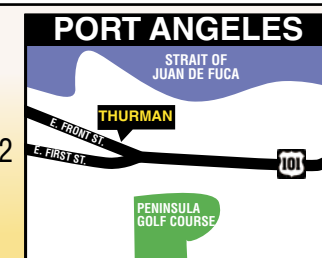 PORT ANGELES
STRAIT OF
JUAN DE FUCA
THURMAN
E. FRONT ST.
2
E. FIRST ST.
101
PENINSULA
GOLF COURSE